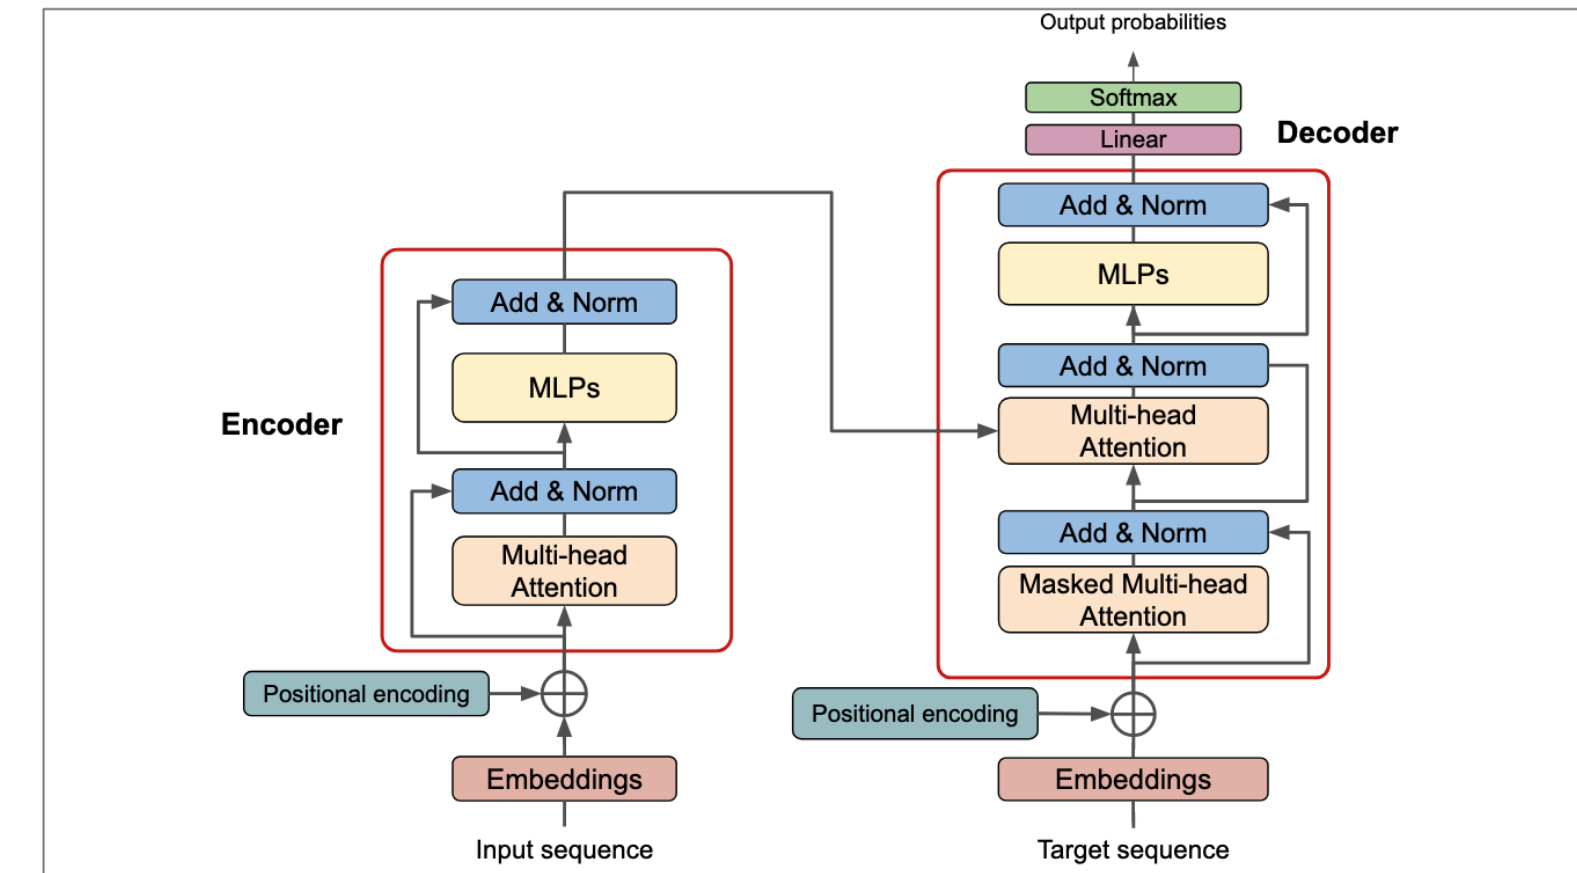 Output probabilities
Softmax
Linear
Decoder
Add & Norm
MLPs
Add & Norm
Multi-head
Attention
Add & Norm
Masked Multi-head
Attention
Positional encoding
Embeddings
Target sequence
Encoder
Add & Norm
MLPs
Add & Norm
Multi-head
Attention
Positional encoding
Embeddings
Input sequence